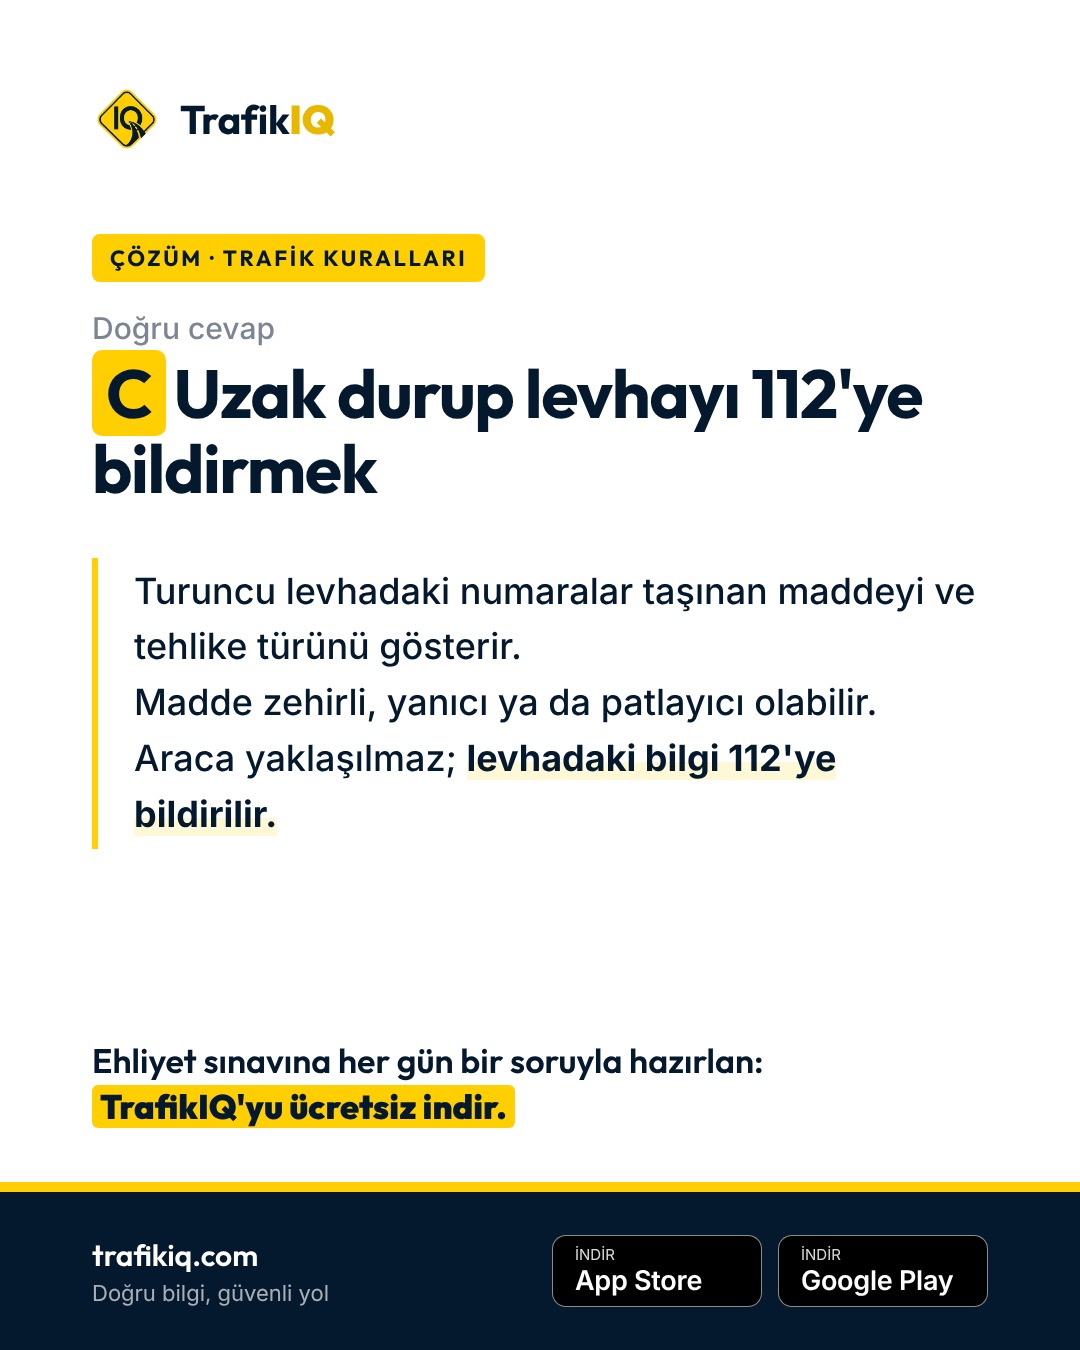 IQ
TrafikIQ
ÇÖZÜM · TRAFİK KURALLARI
Doğru cevap
C Uzak durup levhayı 112'ye
bildirmek
Turuncu levhadaki numaralar taşınan maddeyi ve
tehlike türünü gösterir.
Madde zehirli, yanıcı ya da patlayıcı olabilir.
Araca yaklaşılmaz; levhadaki bilgi 112'ye
bildirilir.
Ehliyet sınavına her gün bir soruyla hazırlan:
TrafikIQ'yu ücretsiz indir.
trafikiq.com
Doğru bilgi, güvenli yol
İNDİR
App Store
İNDİR
Google Play